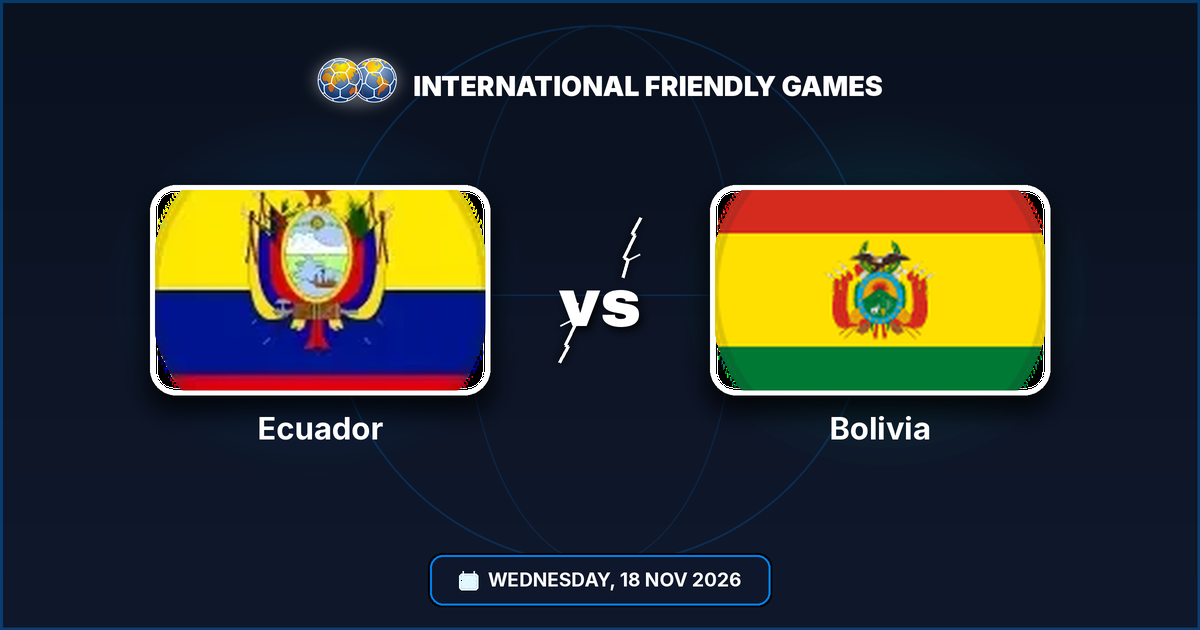 INTERNATIONAL FRIENDLY GAMES
vs
Ecuador
Bolivia
WEDNESDAY, 18 NOV 2026